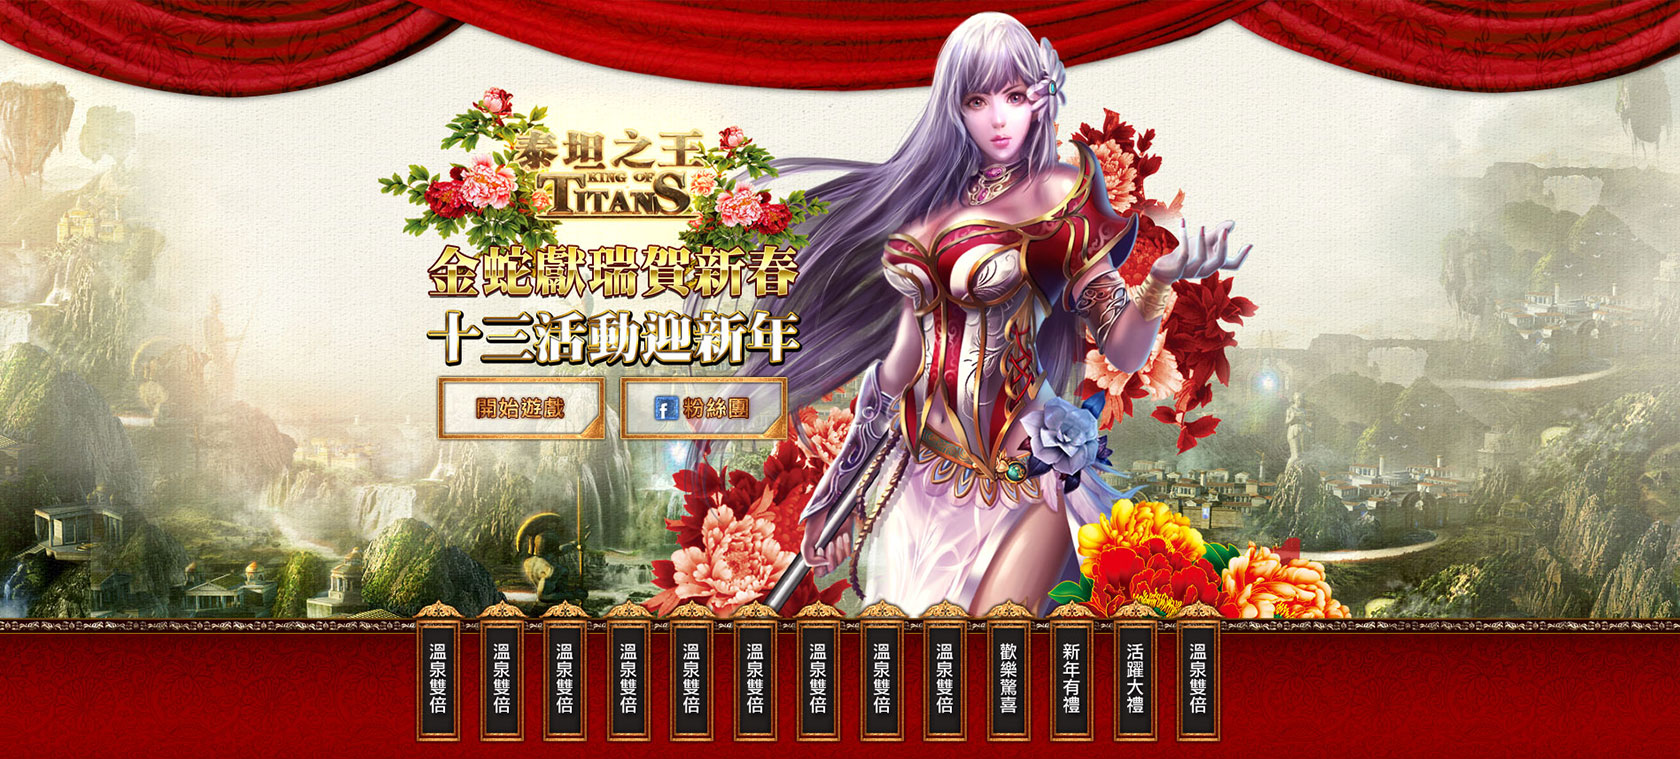 泰坦之王
KING OF
TITANS
金蛇獻瑞賀新春
十三活動迎新年
開始遊戲
f 粉絲團
溫泉雙倍
溫泉雙倍
溫泉雙倍
溫泉雙倍
溫泉雙倍
溫泉雙倍
溫泉雙倍
溫泉雙倍
溫泉雙倍
歡樂驚喜
新年有禮
活躍大禮
溫泉雙倍